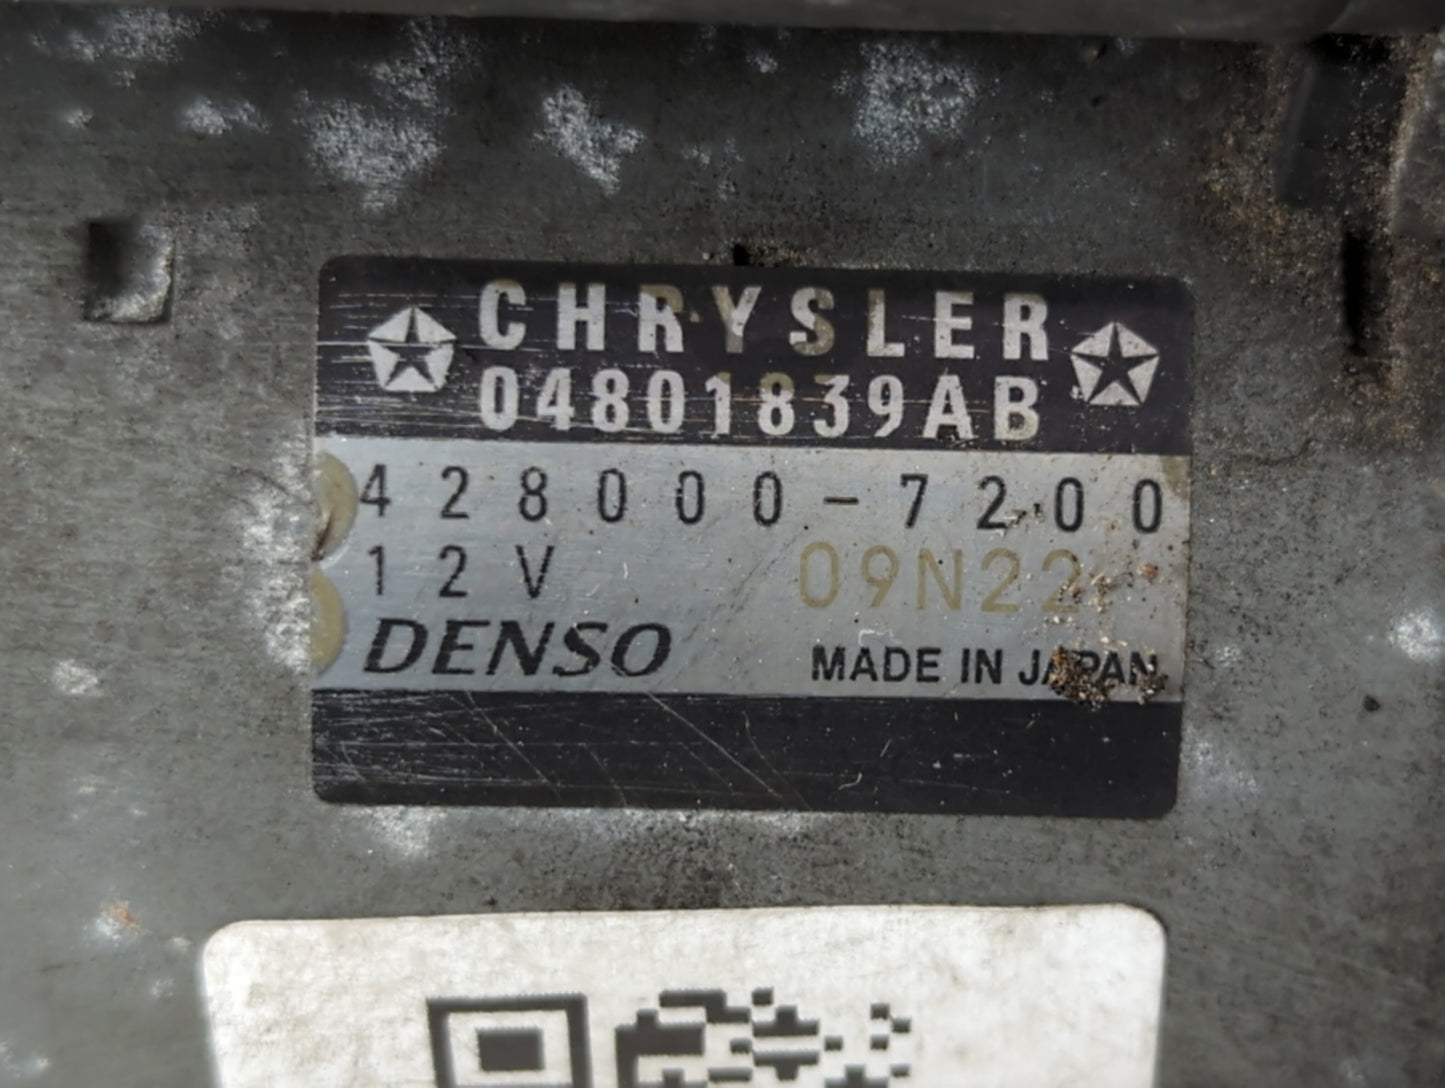 CHRYSLER
04801839AB
428000-7200
12V 09N22
DENSO MADE IN JAPAN